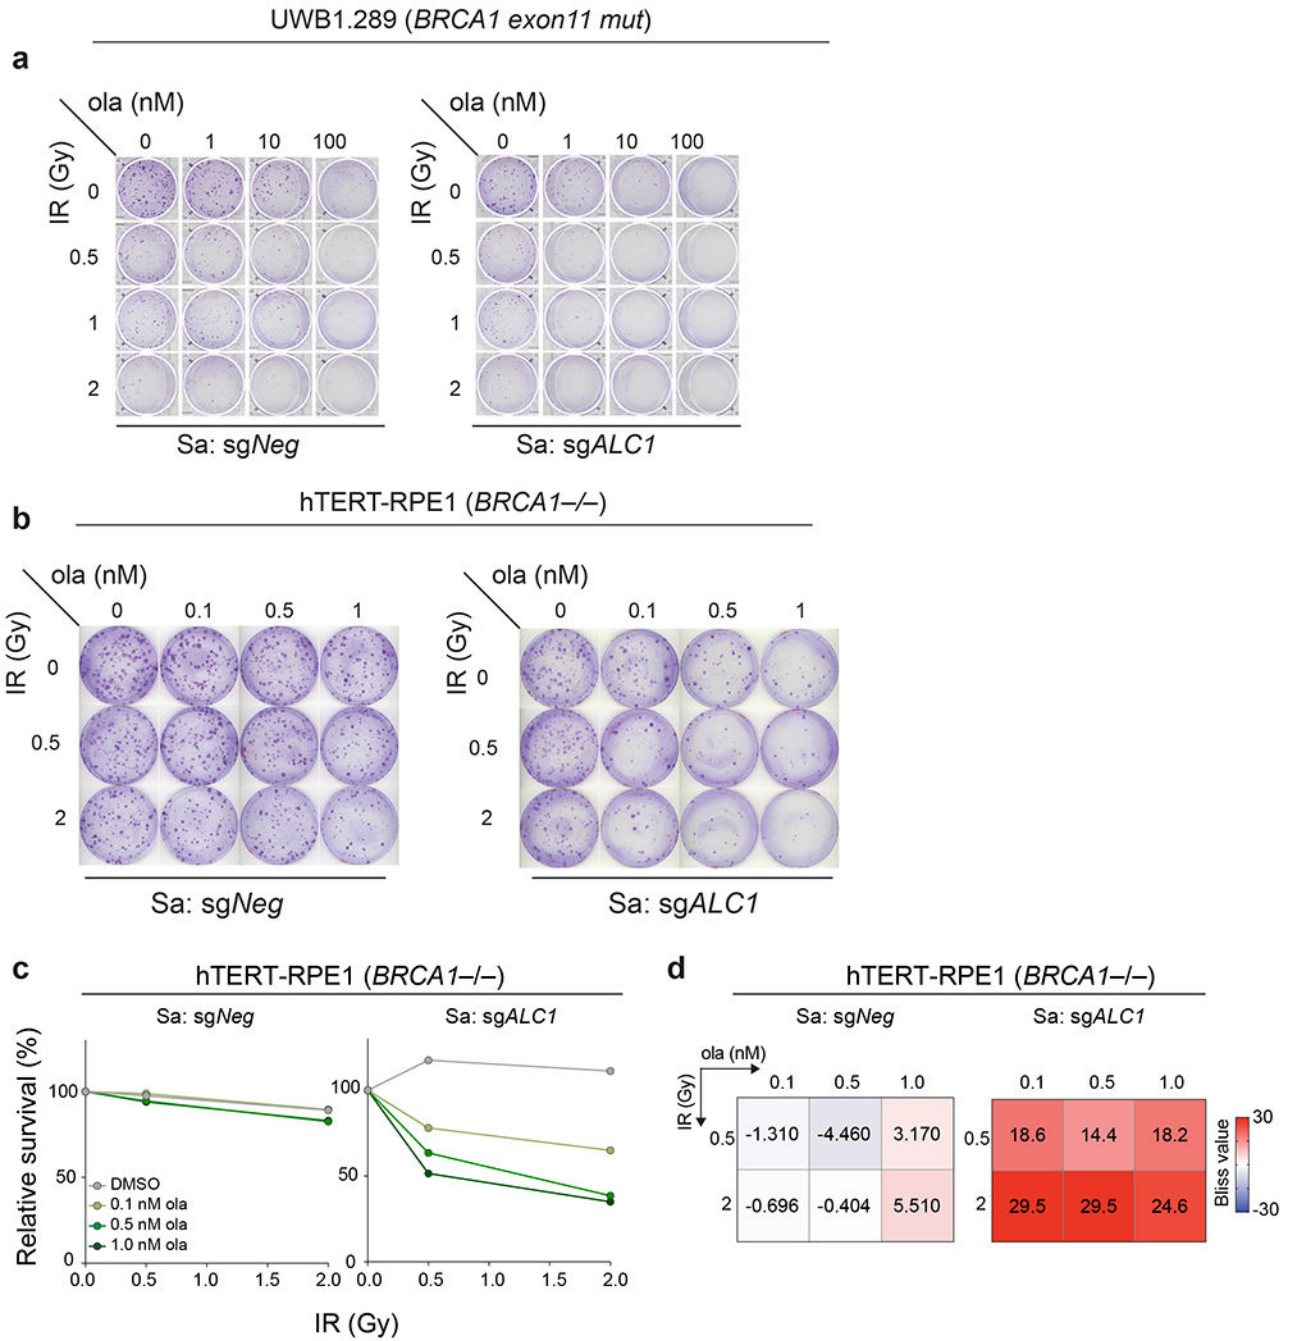 UWB1.289 (BRCA1 exon11 mut)
a
ola (nM)
0 1 10 100
IR (Gy)
0
0.5
1
2
Sa: sgNeg
ola (nM)
0 1 10 100
IR (Gy)
0
0.5
1
2
Sa: sgALC1
hTERT-RPE1 (BRCA1–/–)
b
ola (nM)
0 0.1 0.5 1
IR (Gy)
0
0.5
2
Sa: sgNeg
ola (nM)
0 0.1 0.5 1
IR (Gy)
0
0.5
2
Sa: sgALC1
c
hTERT-RPE1 (BRCA1–/–)
Sa: sgNeg
Sa: sgALC1
Relative survival (%)
100
50
0
DMSO
0.1 nM ola
0.5 nM ola
1.0 nM ola
0.0 0.5 1.0 1.5 2.0
100
50
0
0.0 0.5 1.0 1.5 2.0
IR (Gy)
d
hTERT-RPE1 (BRCA1–/–)
Sa: sgNeg
Sa: sgALC1
ola (nM)
IR (Gy)
0.1 0.5 1.0
0.5 -1.310 -4.460 3.170
2 -0.696 -0.404 5.510
0.1 0.5 1.0
0.5 18.6 14.4 18.2
2 29.5 29.5 24.6
30
Bliss value
-30